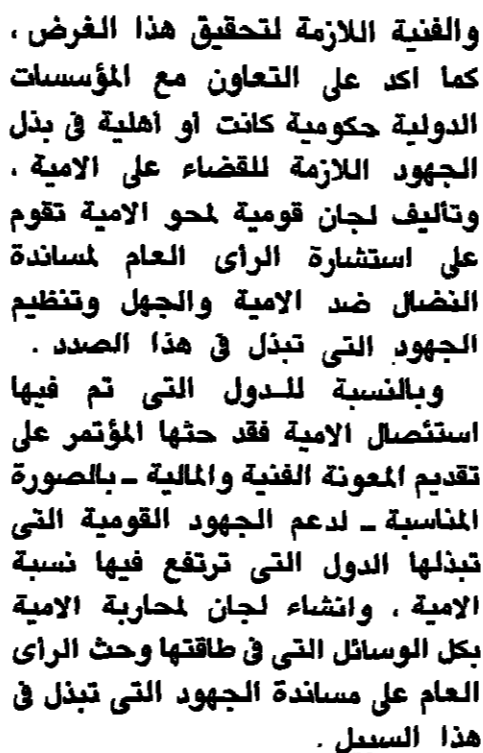 والفنية اللازمة لتحقيق هذا الغرض ،
كما اكد على التعاون مع المؤسسات
الدولية حكومية كانت أو أهلية فى بذل
الجهود اللازمة للقضاء على الامية ،
وتأليف لجان قومية لمحو الامية تقوم
على استشارة الرأى العام لمساندة
النضال ضد الامية والجهل وتنظيم
الجهود التى تبذل فى هذا الصدد .
وبالنسبة للدول التى تم فيها
استئصال الامية فقد حثها المؤتمر على
تقديم المعونة الفنية والمالية ـ بالصورة
المناسبة ـ لدعم الجهود القومية التى
تبذلها الدول التى ترتفع فيها نسبة
الامية ، وانشاء لجان لمحاربة الامية
بكل الوسائل التى فى طاقتها وحث الرأى
العام على مساندة الجهود التى تبذل فى
هذا السبيل .